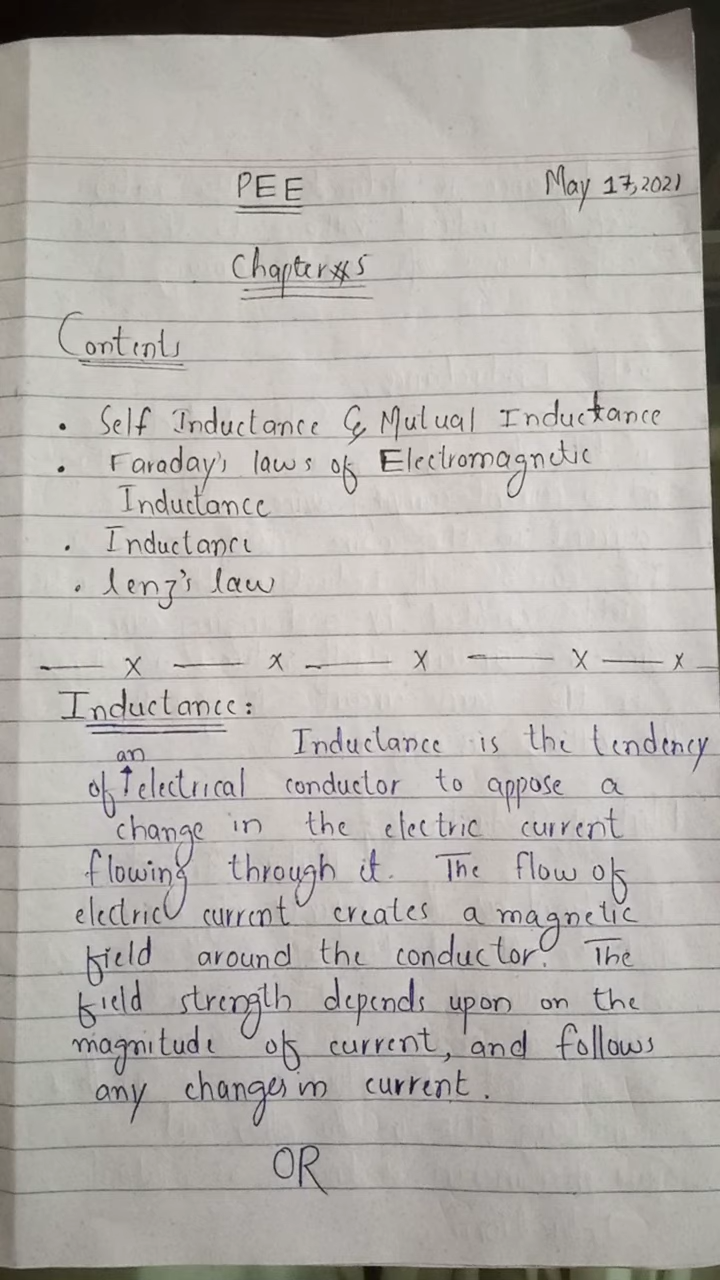 PEE
May 17,2021
Chapter#5
Contents
• Self Inductance & Mutual Inductance
• Faraday's laws of Electromagnetic
Inductance
• Inductance
• lenz's law
— x — x — x — x — x —
Inductance:
Inductance is the tendency
of ↑an electrical conductor to appose a
change in the electric current
flowing through it. The flow of
electric current creates a magnetic
field around the conductor. The
field strength depends upon on the
magnitude of current, and follows
any changes in current.
OR